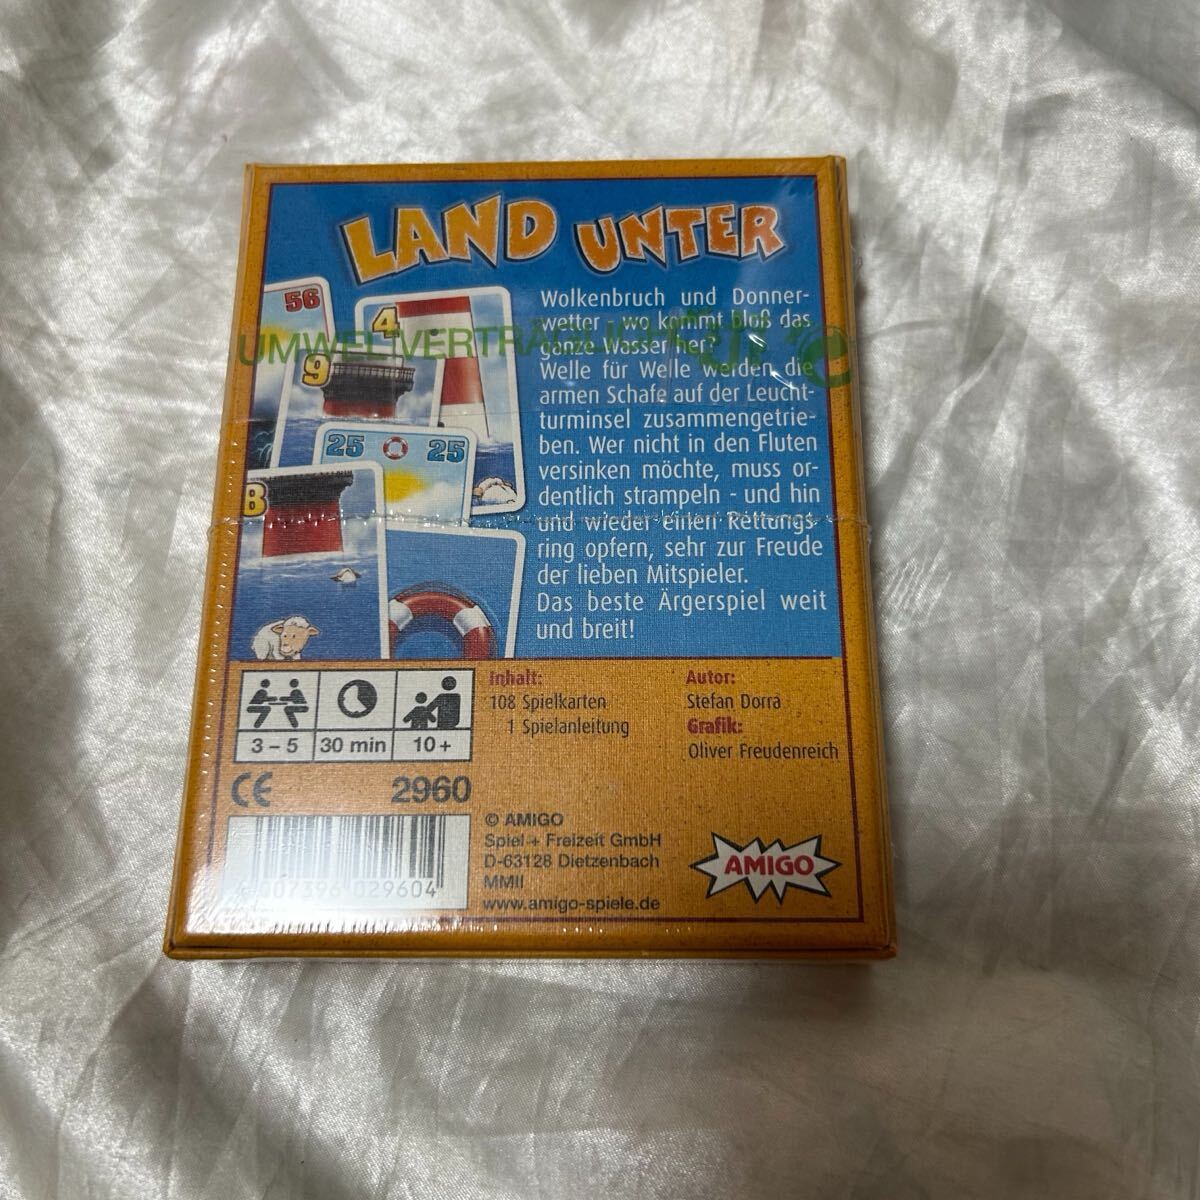 LAND UNTER
Wolkenbruch und Donner-
wetter - wo kommt bloß das
ganze Wasser her?
Welle für Welle werden die
armen Schafe auf der Leucht-
turminsel zusammengetrie-
ben. Wer nicht in den Fluten
versinken möchte, muss or-
dentlich strampeln - und hin
und wieder einen Rettungs-
ring opfern, sehr zur Freude
der lieben Mitspieler.
Das beste Ärgerspiel weit
und breit!
56
4
9
25 25
8
3 – 5 30 min 10 +
Inhalt:
108 Spielkarten
1 Spielanleitung
Autor:
Stefan Dorra
Grafik:
Oliver Freudenreich
CE 2960
4 007396 029604
© AMIGO
Spiel + Freizeit GmbH
D-63128 Dietzenbach
MMII
www.amigo-spiele.de
AMIGO